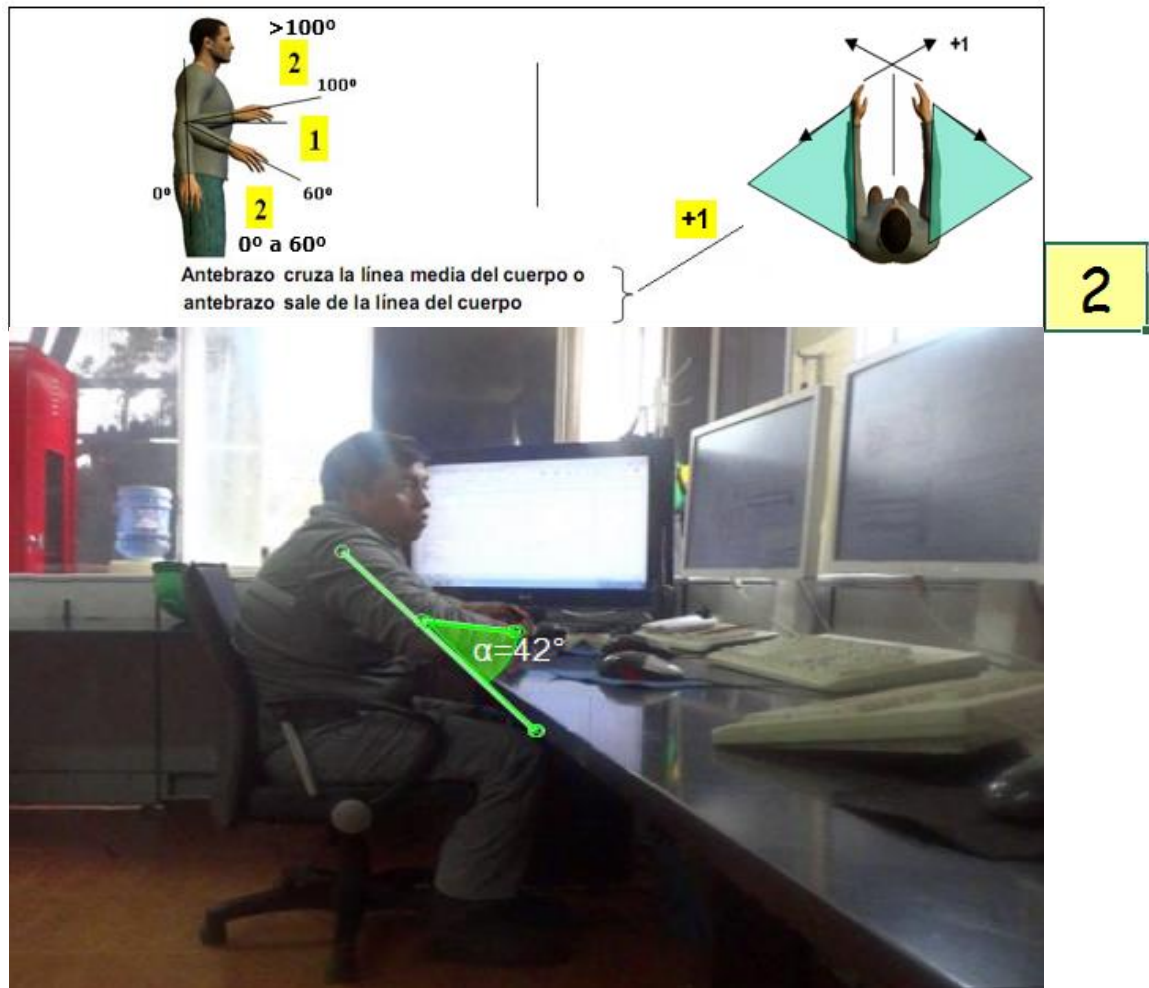 >100º
2
100º
1
0º
60º
2
0º a 60º
+1
+1
Antebrazo cruza la línea media del cuerpo o
antebrazo sale de la línea del cuerpo
2
α=42°